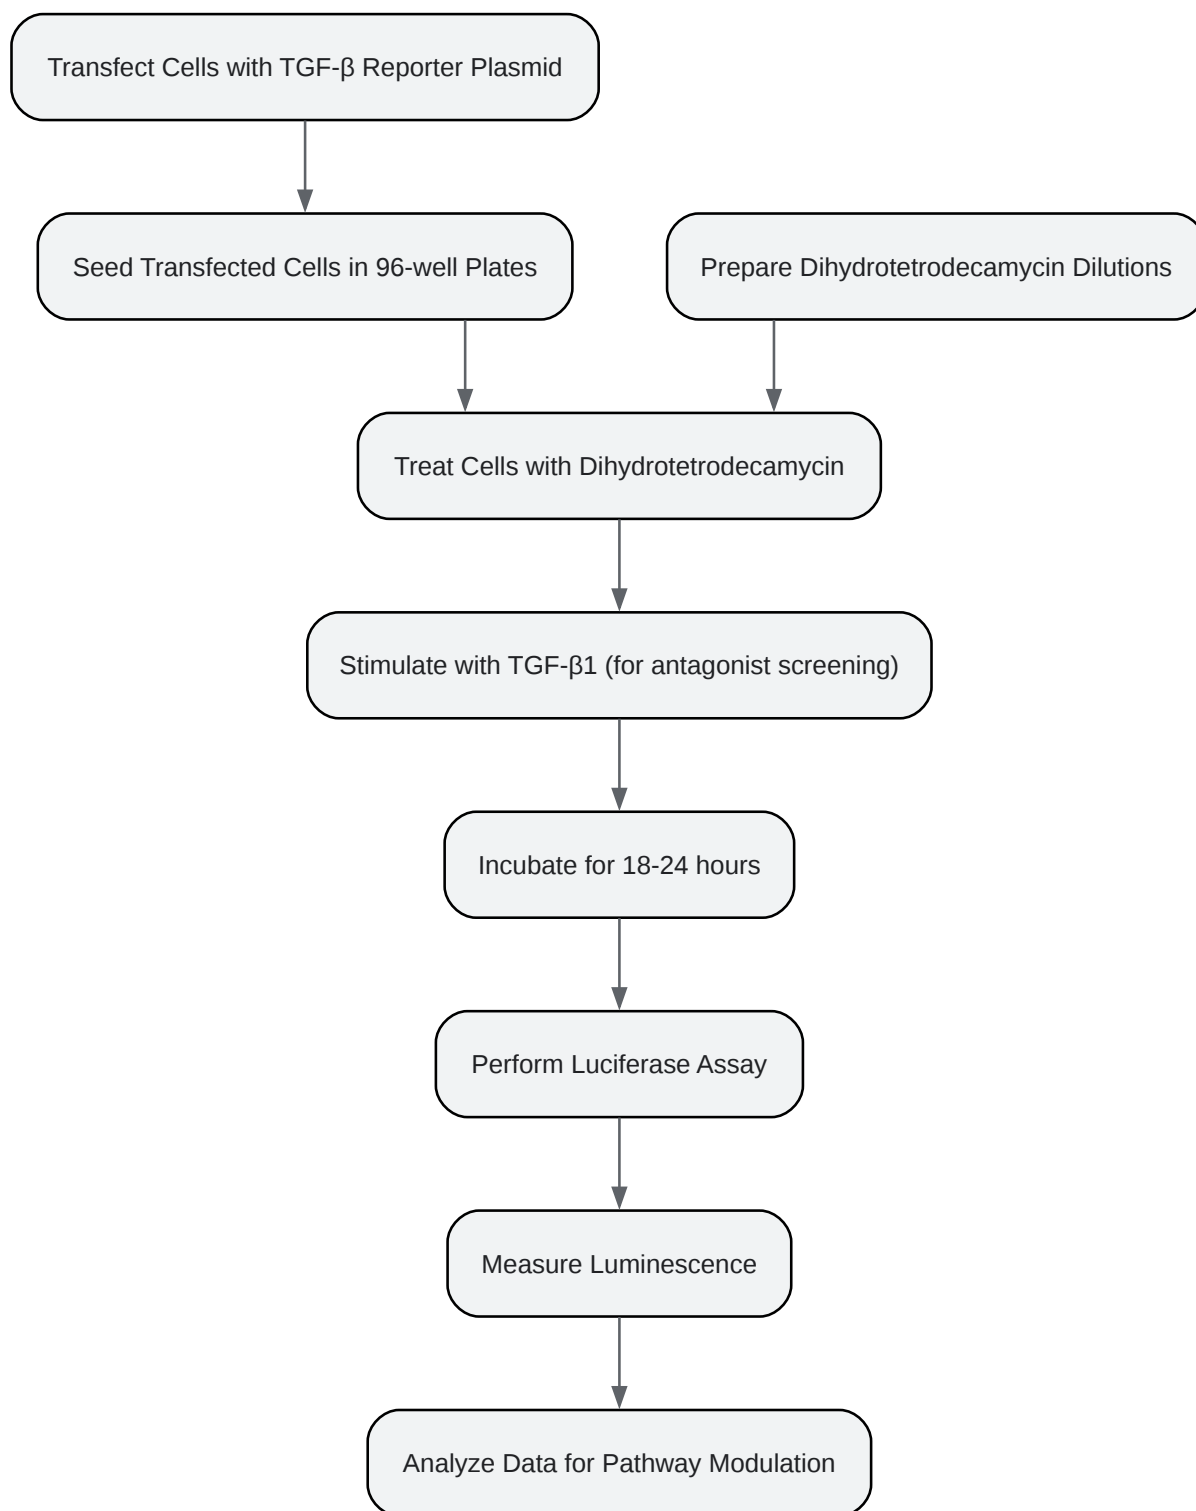 Transfect Cells with TGF-β Reporter Plasmid
Seed Transfected Cells in 96-well Plates
Prepare Dihydrotetrodecamycin Dilutions
Treat Cells with Dihydrotetrodecamycin
Stimulate with TGF-β1 (for antagonist screening)
Incubate for 18-24 hours
Perform Luciferase Assay
Measure Luminescence
Analyze Data for Pathway Modulation